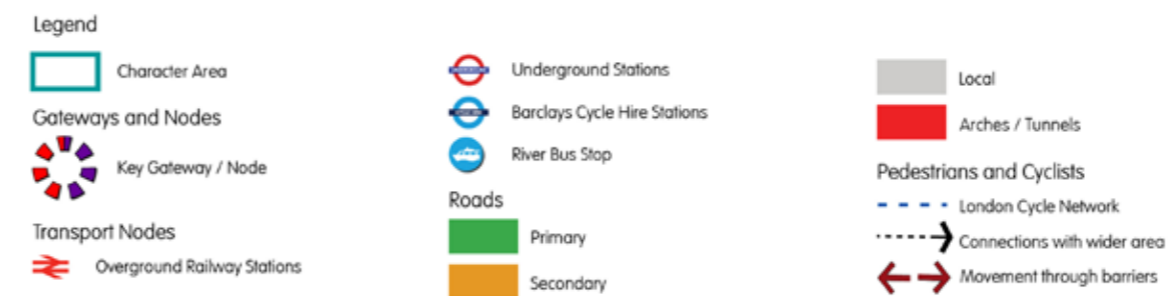 Legend
Character Area
Gateways and Nodes
Key Gateway / Node
Transport Nodes
Overground Railway Stations
Underground Stations
Barclays Cycle Hire Stations
River Bus Stop
Roads
Primary
Secondary
Local
Arches / Tunnels
Pedestrians and Cyclists
London Cycle Network
Connections with wider area
Movement through barriers